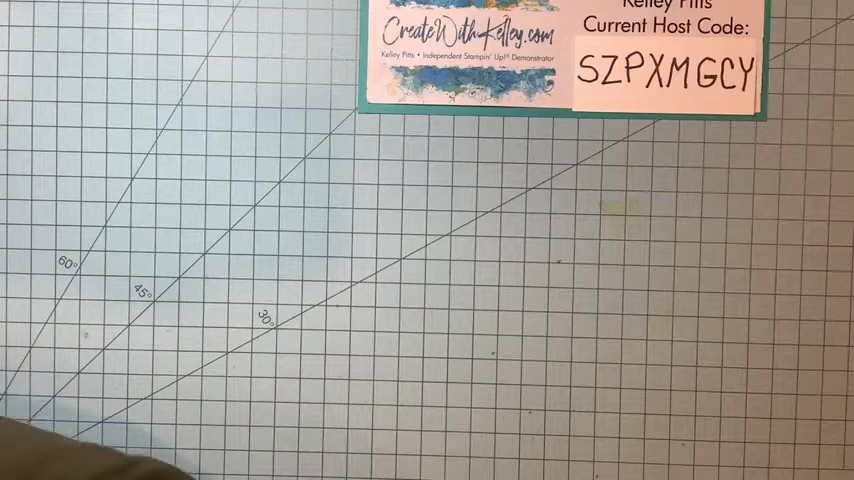 Kelley Pitts
CreateWithKelley.com
Current Host Code:
Kelley Pitts • Independent Stampin' Up!® Demonstrator
SZPXMGCY
60°
45°
30°